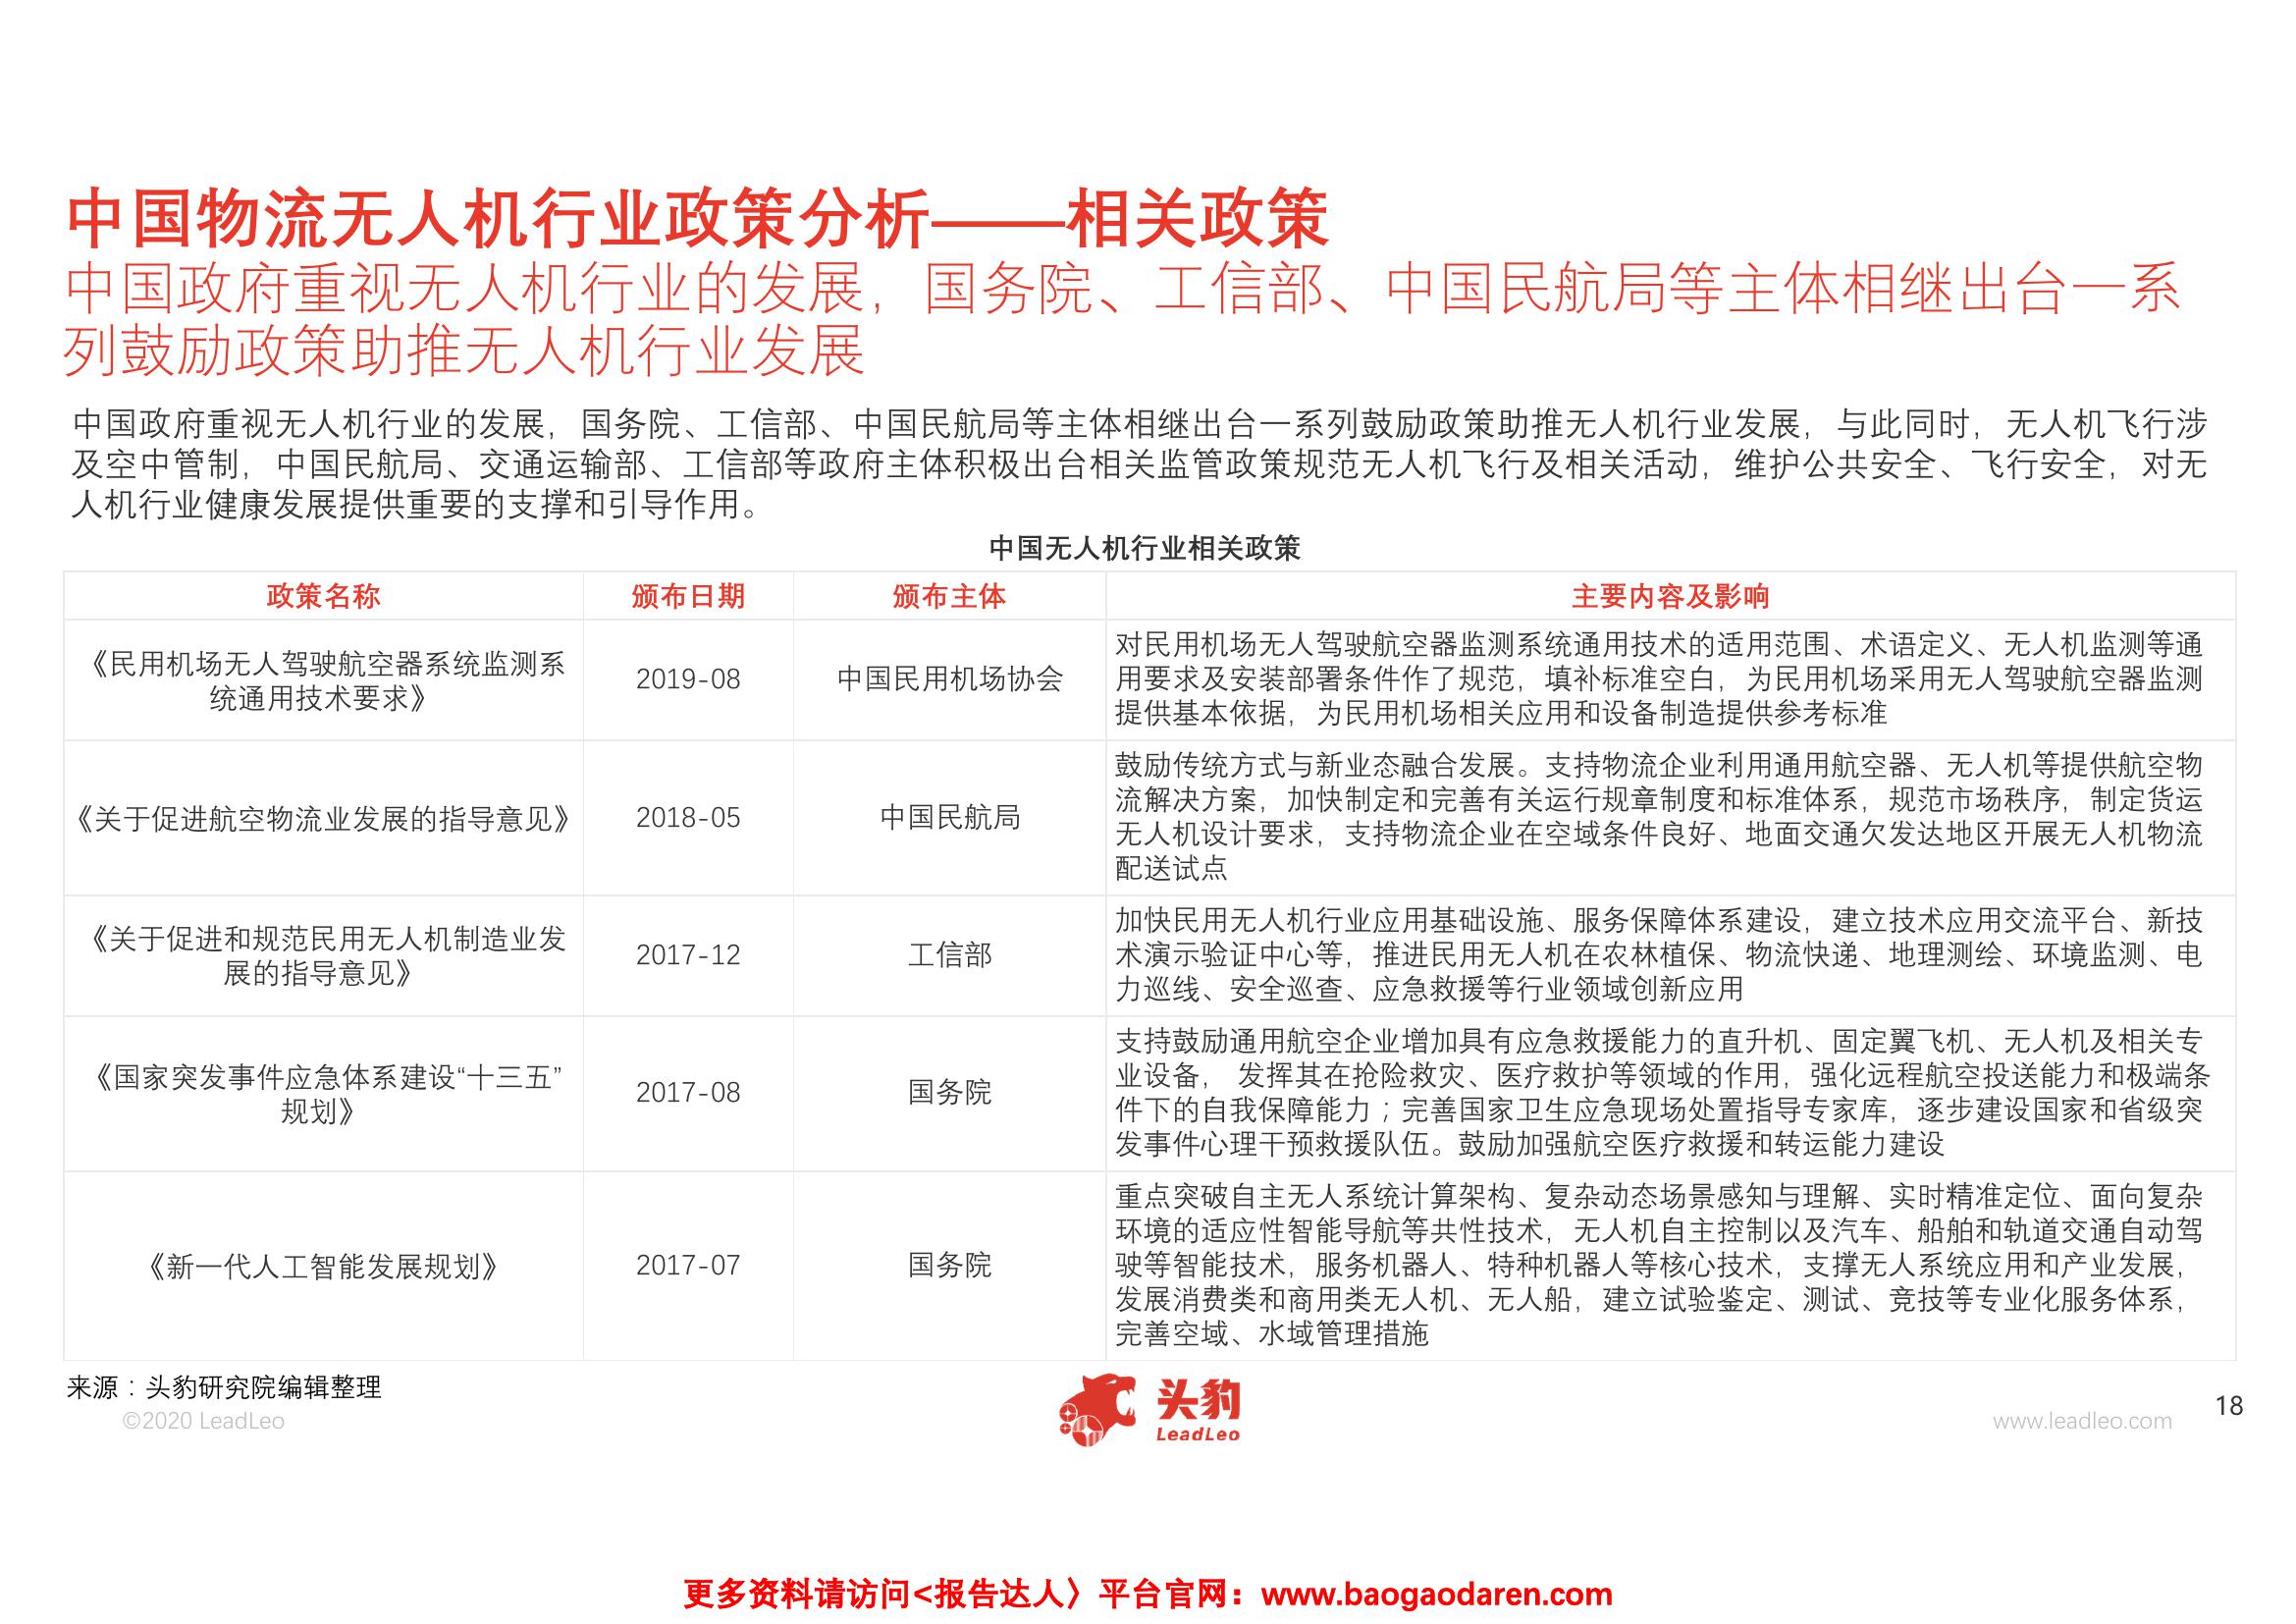 中国物流无人机行业政策分析——相关政策
中国政府重视无人机行业的发展，国务院、工信部、中国民航局等主体相继出台一系
列鼓励政策助推无人机行业发展
中国政府重视无人机行业的发展，国务院、工信部、中国民航局等主体相继出台一系列鼓励政策助推无人机行业发展，与此同时，无人机飞行涉
及空中管制，中国民航局、交通运输部、工信部等政府主体积极出台相关监管政策规范无人机飞行及相关活动，维护公共安全、飞行安全，对无
人机行业健康发展提供重要的支撑和引导作用。
中国无人机行业相关政策
政策名称 颁布日期 颁布主体 主要内容及影响
《民用机场无人驾驶航空器系统监测系
统通用技术要求》
2019-08
中国民用机场协会
对民用机场无人驾驶航空器监测系统通用技术的适用范围、术语定义、无人机监测等通
用要求及安装部署条件作了规范，填补标准空白，为民用机场采用无人驾驶航空器监测
提供基本依据，为民用机场相关应用和设备制造提供参考标准
《关于促进航空物流业发展的指导意见》
2018-05
中国民航局
鼓励传统方式与新业态融合发展。支持物流企业利用通用航空器、无人机等提供航空物
流解决方案，加快制定和完善有关运行规章制度和标准体系，规范市场秩序，制定货运
无人机设计要求，支持物流企业在空域条件良好、地面交通欠发达地区开展无人机物流
配送试点
《关于促进和规范民用无人机制造业发
展的指导意见》
2017-12
工信部
加快民用无人机行业应用基础设施、服务保障体系建设，建立技术应用交流平台、新技
术演示验证中心等，推进民用无人机在农林植保、物流快递、地理测绘、环境监测、电
力巡线、安全巡查、应急救援等行业领域创新应用
《国家突发事件应急体系建设“十三五”
规划》
2017-08
国务院
支持鼓励通用航空企业增加具有应急救援能力的直升机、固定翼飞机、无人机及相关专
业设备， 发挥其在抢险救灾、医疗救护等领域的作用，强化远程航空投送能力和极端条
件下的自我保障能力；完善国家卫生应急现场处置指导专家库，逐步建设国家和省级突
发事件心理干预救援队伍。鼓励加强航空医疗救援和转运能力建设
《新一代人工智能发展规划》
2017-07
国务院
重点突破自主无人系统计算架构、复杂动态场景感知与理解、实时精准定位、面向复杂
环境的适应性智能导航等共性技术，无人机自主控制以及汽车、船舶和轨道交通自动驾
驶等智能技术，服务机器人、特种机器人等核心技术，支撑无人系统应用和产业发展，
发展消费类和商用类无人机、无人船，建立试验鉴定、测试、竞技等专业化服务体系，
完善空域、水域管理措施
来源：头豹研究院编辑整理
©2020 LeadLeo
头豹
LeadLeo
www.leadleo.com
18
更多资料请访问<报告达人〉平台官网：www.baogaodaren.com